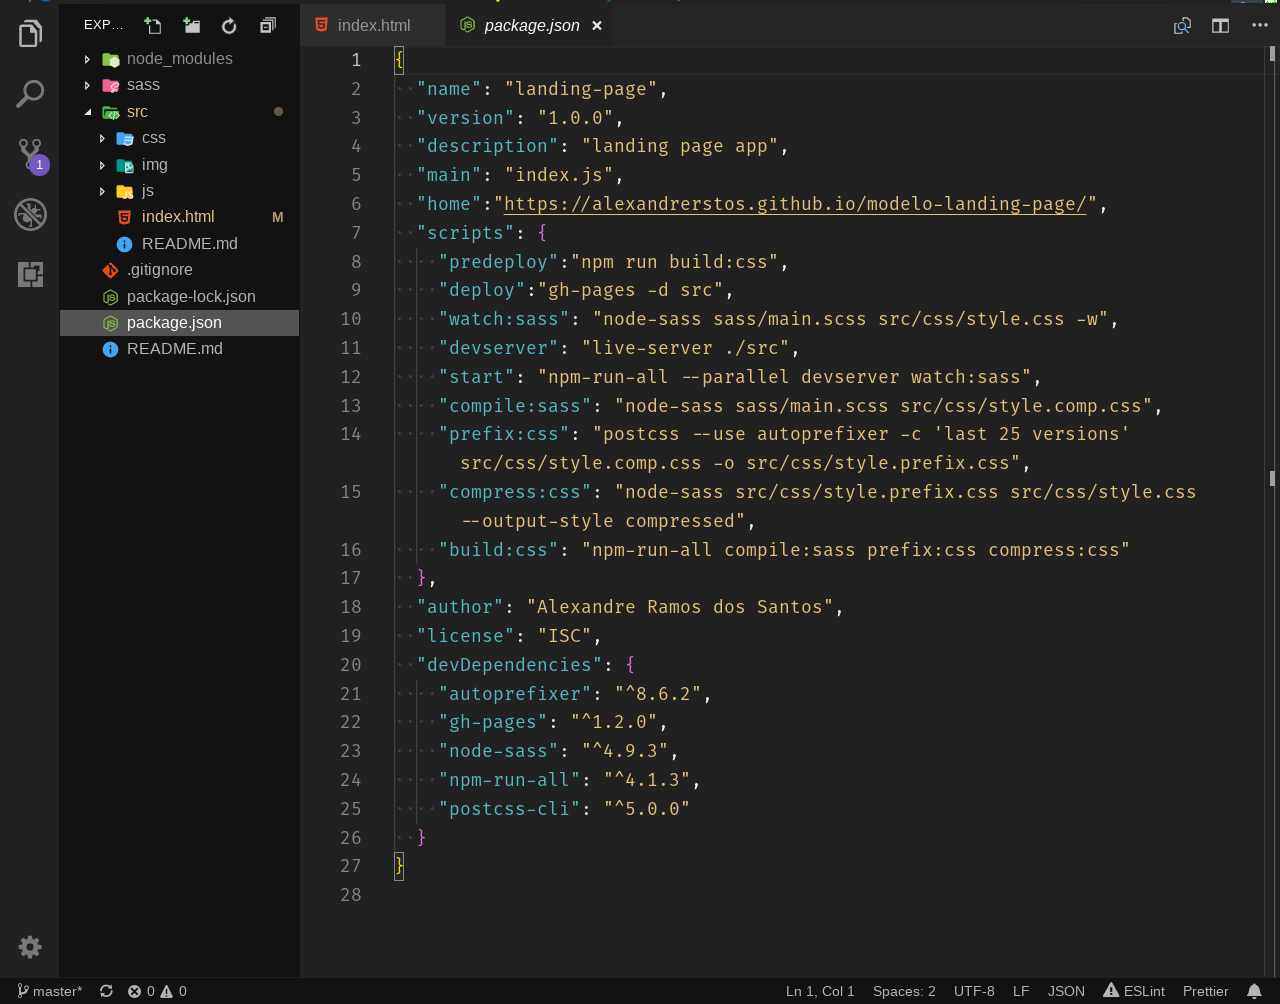 EXP...
index.html
package.json
node_modules
sass
src
css
img
js
index.html M
README.md
.gitignore
package-lock.json
package.json
README.md
1
1 {
2 "name": "landing-page",
3 "version": "1.0.0",
4 "description": "landing page app",
5 "main": "index.js",
6 "home":"https://alexandrerstos.github.io/modelo-landing-page/",
7 "scripts": {
8 "predeploy":"npm run build:css",
9 "deploy":"gh-pages -d src",
10 "watch:sass": "node-sass sass/main.scss src/css/style.css -w",
11 "devserver": "live-server ./src",
12 "start": "npm-run-all --parallel devserver watch:sass",
13 "compile:sass": "node-sass sass/main.scss src/css/style.comp.css",
14 "prefix:css": "postcss --use autoprefixer -c 'last 25 versions'
src/css/style.comp.css -o src/css/style.prefix.css",
15 "compress:css": "node-sass src/css/style.prefix.css src/css/style.css
--output-style compressed",
16 "build:css": "npm-run-all compile:sass prefix:css compress:css"
17 },
18 "author": "Alexandre Ramos dos Santos",
19 "license": "ISC",
20 "devDependencies": {
21 "autoprefixer": "^8.6.2",
22 "gh-pages": "^1.2.0",
23 "node-sass": "^4.9.3",
24 "npm-run-all": "^4.1.3",
25 "postcss-cli": "^5.0.0"
26 }
27 }
28
master* 0 0 Ln 1, Col 1 Spaces: 2 UTF-8 LF JSON ESLint Prettier